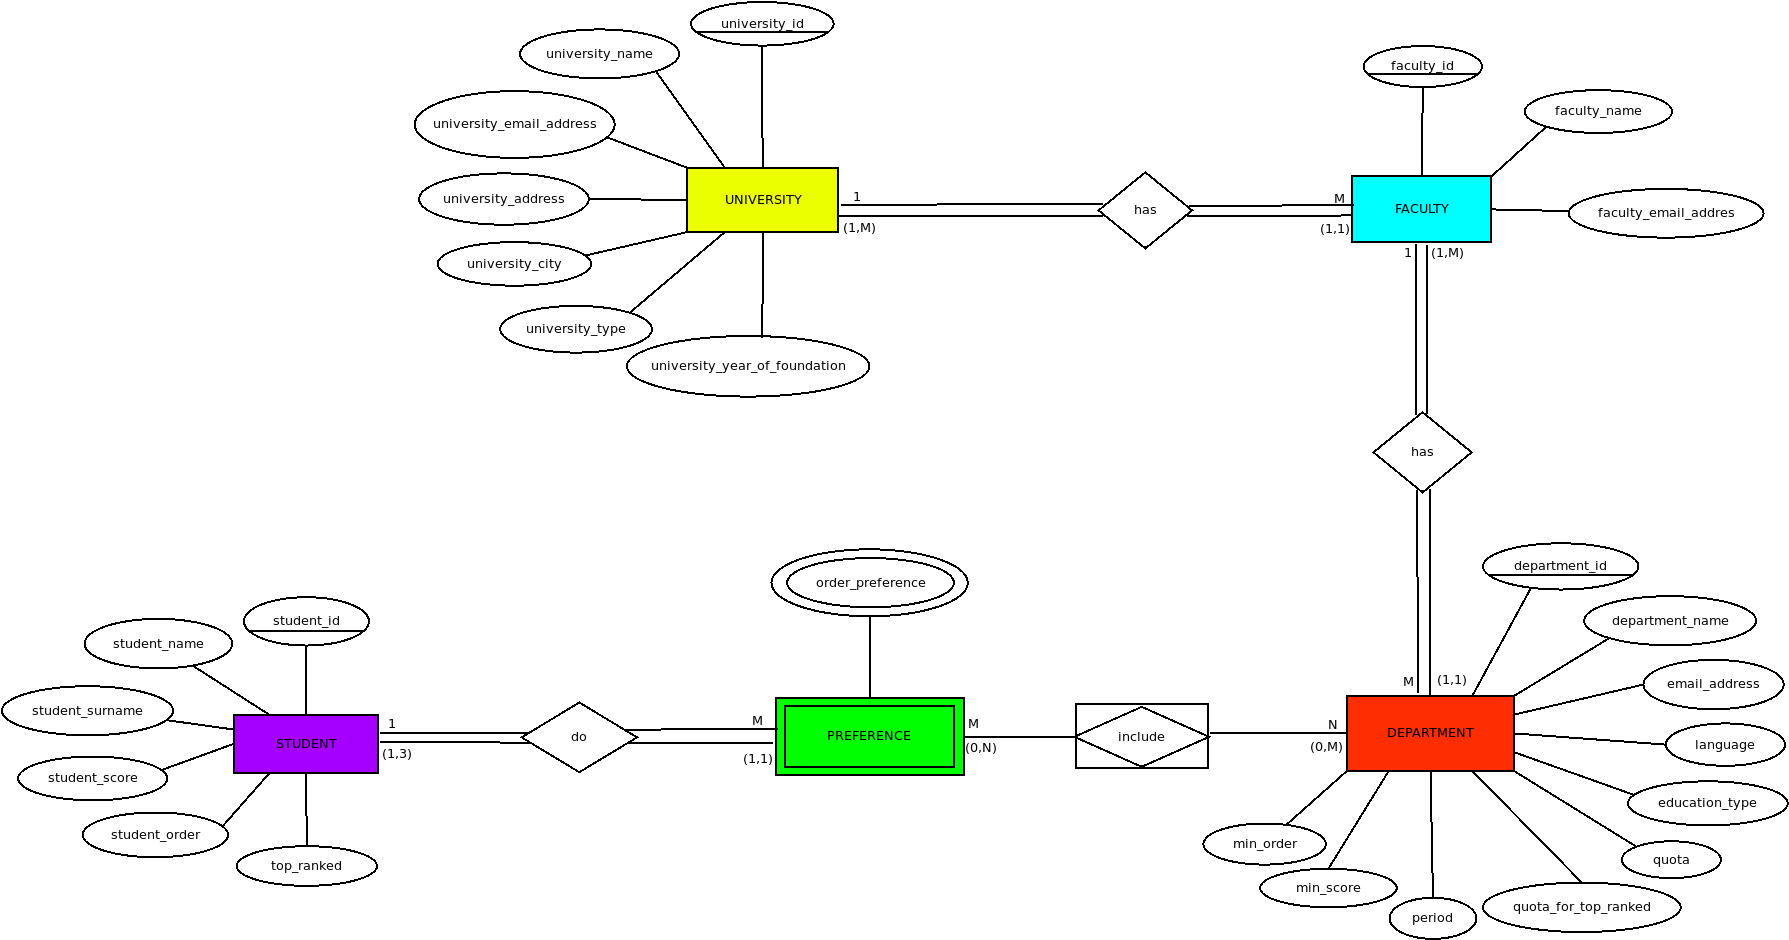 university_id
university_name
faculty_id
faculty_name
university_email_address
university_address
UNIVERSITY
1
(1,M)
has
M
(1,1)
FACULTY
faculty_email_addres
1
(1,M)
university_city
university_type
university_year_of_foundation
has
department_id
order_preference
student_id
student_name
department_name
student_surname
M
(1,1)
email_address
STUDENT
1
(1,3)
do
M
(1,1)
PREFERENCE
M
(0,N)
include
N
(0,M)
DEPARTMENT
language
student_score
education_type
student_order
top_ranked
min_order
quota
min_score
period
quota_for_top_ranked